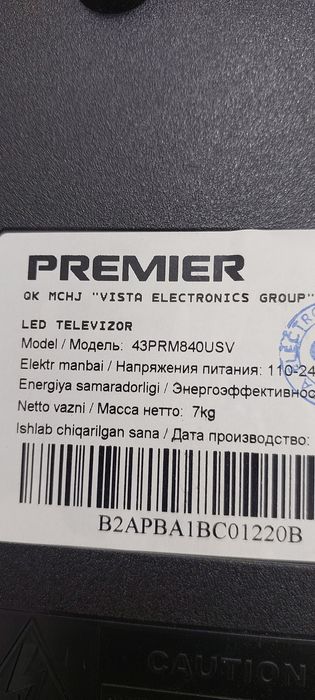 PREMIER
QK MCHJ "VISTA ELECTRONICS GROUP"
LED TELEVIZOR
Model / Модель: 43PRM840USV
Elektr manbai / Напряжения питания: 110-24
Energiya samaradorligi / Энергоэффективнос
Netto vazni / Масса нетто: 7kg
Ishlab chiqarilgan sana / Дата производство:
B2APBA1BC01220B
CAUTION